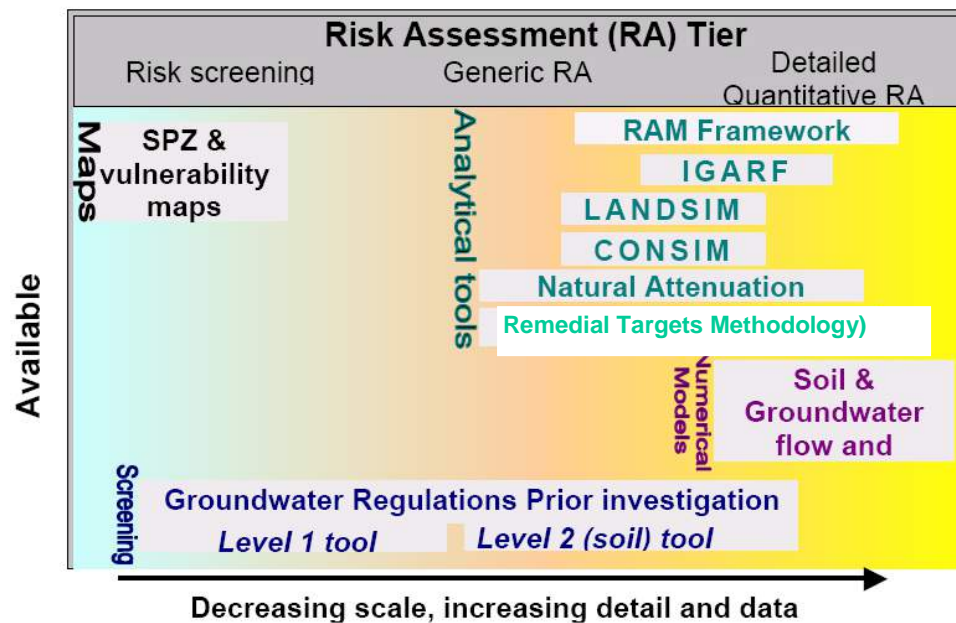 Risk Assessment (RA) Tier
Risk screening
Generic RA
Detailed
Quantitative RA
Available
Maps
SPZ &
vulnerability
maps
Analytical tools
RAM Framework
IGARF
LANDSIM
CONSIM
Natural Attenuation
Remedial Targets Methodology)
Numerical
Models
Soil &
Groundwater
flow and
Screening
Groundwater Regulations Prior investigation
Level 1 tool
Level 2 (soil) tool
Decreasing scale, increasing detail and data